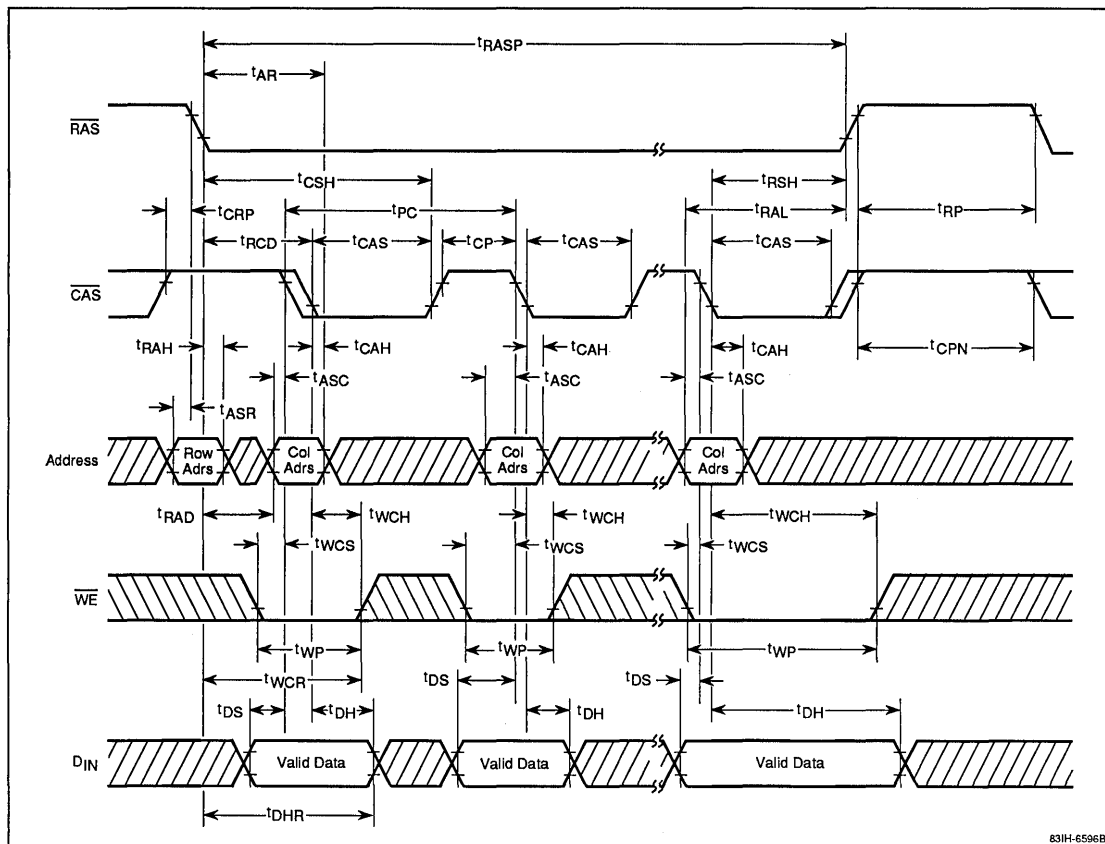 tRASP
tAR
RAS
tCSH
tRSH
tCRP
tPC
tRAL
tRP
tRCD
tCAS
tCP
tCAS
tCAS
CAS
tRAH
tCAH
tCAH
tCAH
tCPN
tASC
tASC
tASR
Address
Row Adrs
Col Adrs
Col Adrs
Col Adrs
tRAD
tWCH
tWCH
tWCH
tWCS
tWCS
tWCS
WE
tWP
tWP
tWP
tWCR
tDS
tDS
tDS
tDH
tDH
tDH
DIN
Valid Data
Valid Data
Valid Data
tDHR
83IH-6596B